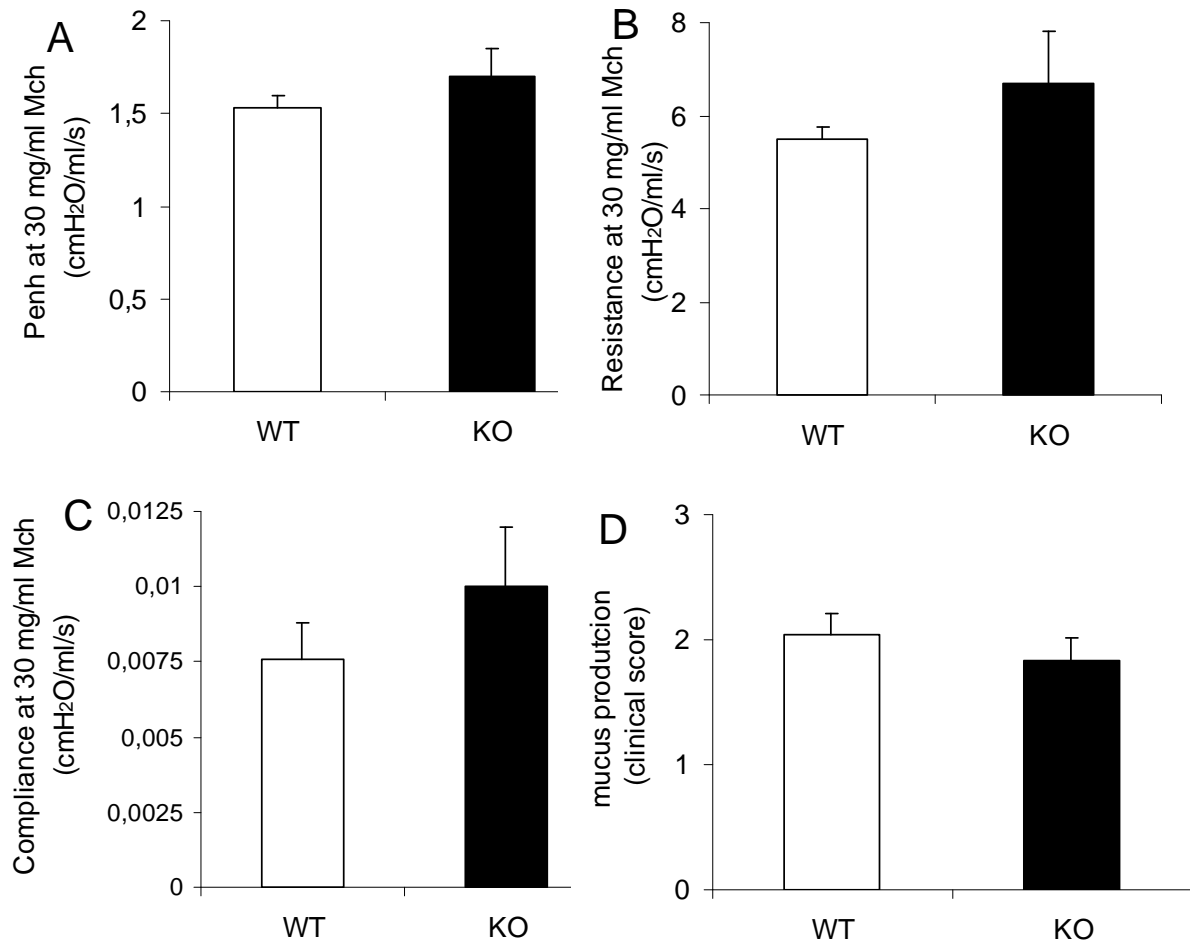 A
Penh at 30 mg/ml Mch
(cmH2O/ml/s)
2
1,5
1
0,5
0
WT
KO
B
Resistance at 30 mg/ml Mch
(cmH2O/ml/s)
8
6
4
2
0
WT
KO
C
Compliance at 30 mg/ml Mch
(cmH2O/ml/s)
0,0125
0,01
0,0075
0,005
0,0025
0
WT
KO
D
mucus produtcion
(clinical score)
3
2
1
0
WT
KO